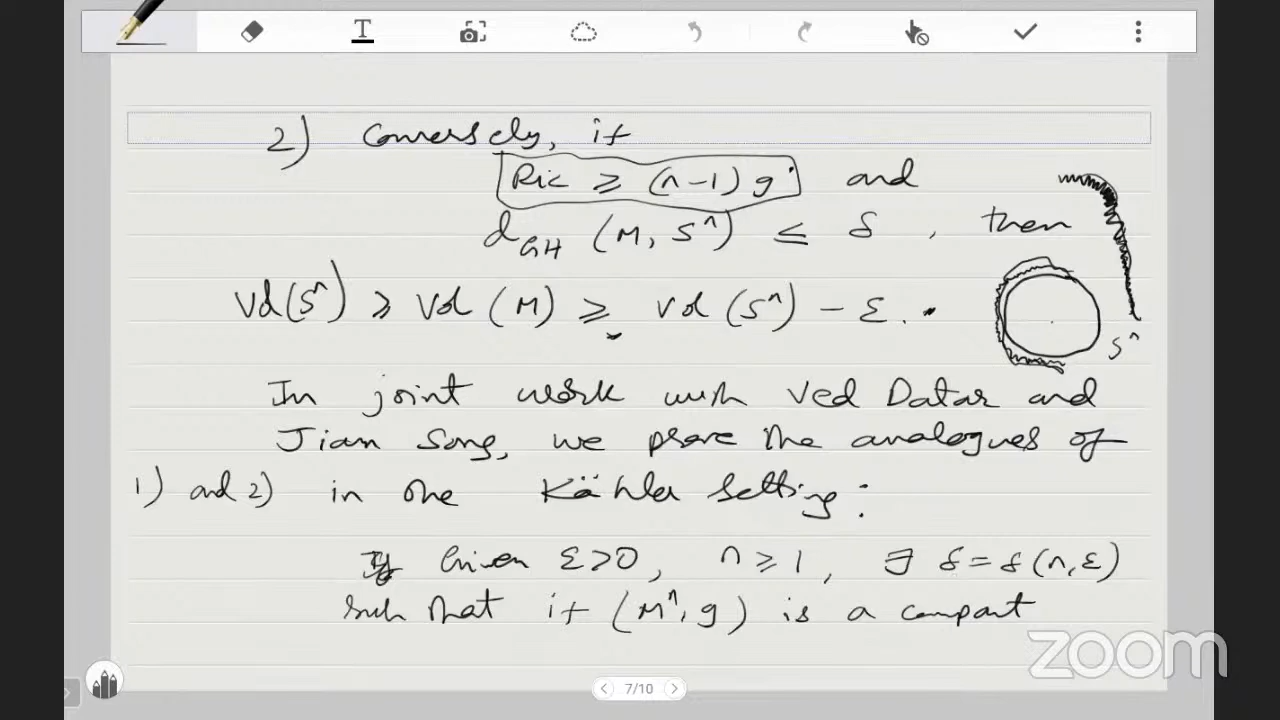 2) Conversely, if
Ric ≥ (n-1) g and
d_GH (M, S^n) ≤ δ, then
Vol(S^n) ≥ Vol (M) ≥ Vol (S^n) - ε.
S^n
In joint work with Ved Datar and
Jian Song, we prove the analogues of
1) and 2) in the Kähler setting:
Given ε>0, n≥1, ∃ δ=δ(n,ε)
such that if (M^n, g) is a compact
zoom
7/10